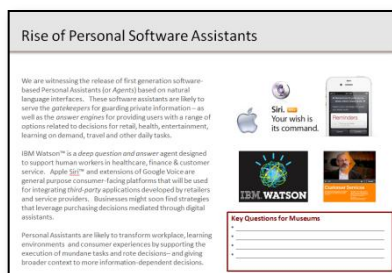 Rise of Personal Software Assistants
We are witnessing the release of first generation software-
based Personal Assistants (or Agents) based on natural
language interfaces. These software assistants are likely to
serve the gatekeepers for guarding private information – as
well as the answer engines for providing users with a range of
options related to decisions for retail, health, entertainment,
learning on demand, travel and other daily tasks.
IBM Watson™ is a deep question and answer agent designed
to support human workers in healthcare, finance & customer
service. Apple Siri™ and extensions of Google Voice are
general purpose consumer-facing platforms that will be used
for integrating third-party applications developed by retailers
and service providers. Businesses might soon find strategies
that leverage purchasing decisions mediated through digital
assistants.
Personal Assistants are likely to transform workplace, learning
environments and consumer experiences by supporting the
execution of mundane tasks and rote decisions – and giving
broader context to more information-dependent decisions.
Siri.
Your wish is
its command.
Reminders
IBM WATSON
Customer Services
Key Questions for Museums